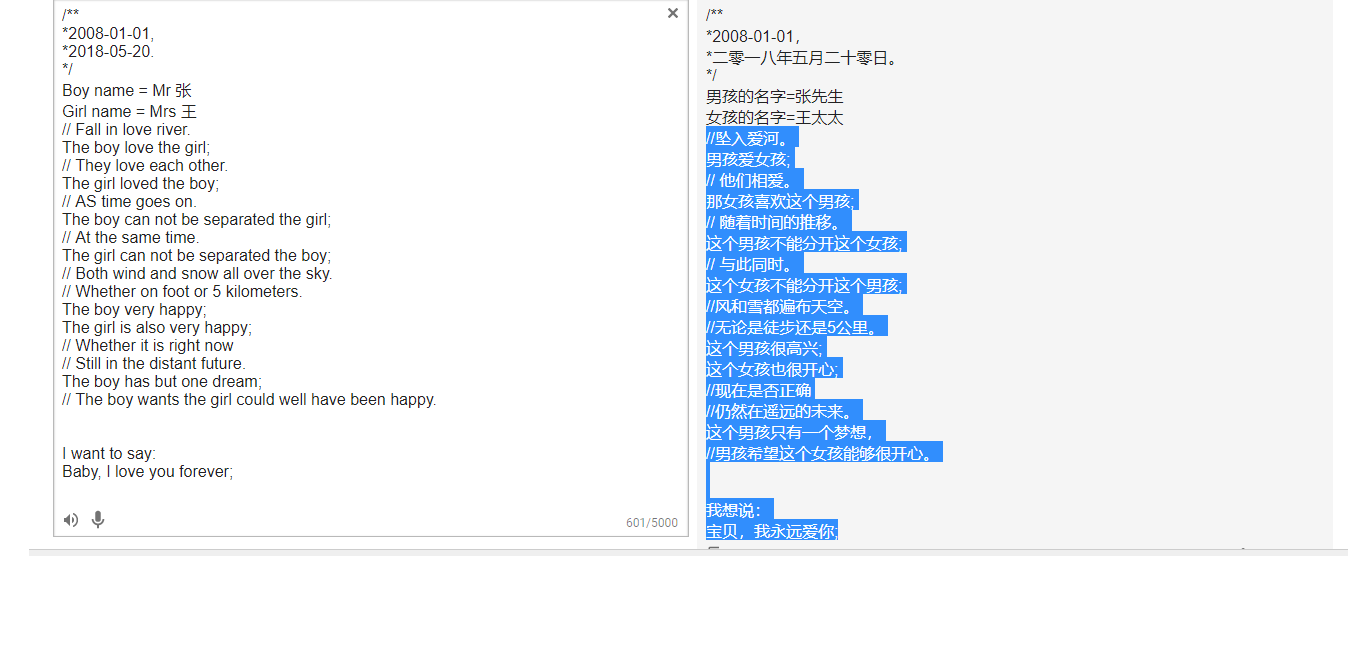 /**
*2008-01-01,
*2018-05-20.
*/
Boy name = Mr 张
Girl name = Mrs 王
// Fall in love river.
The boy love the girl;
// They love each other.
The girl loved the boy;
// AS time goes on.
The boy can not be separated the girl;
// At the same time.
The girl can not be separated the boy;
// Both wind and snow all over the sky.
// Whether on foot or 5 kilometers.
The boy very happy;
The girl is also very happy;
// Whether it is right now
// Still in the distant future.
The boy has but one dream;
// The boy wants the girl could well have been happy.
I want to say:
Baby, I love you forever;
601/5000
/**
*2008-01-01，
*二零一八年五月二十零日。
*/
男孩的名字=张先生
女孩的名字=王太太
//坠入爱河。
男孩爱女孩;
// 他们相爱。
那女孩喜欢这个男孩;
// 随着时间的推移。
这个男孩不能分开这个女孩;
// 与此同时。
这个女孩不能分开这个男孩;
//风和雪都遍布天空。
//无论是徒步还是5公里。
这个男孩很高兴;
这个女孩也很开心;
//现在是否正确
//仍然在遥远的未来。
这个男孩只有一个梦想，
//男孩希望这个女孩能够很开心。
我想说：
宝贝，我永远爱你;